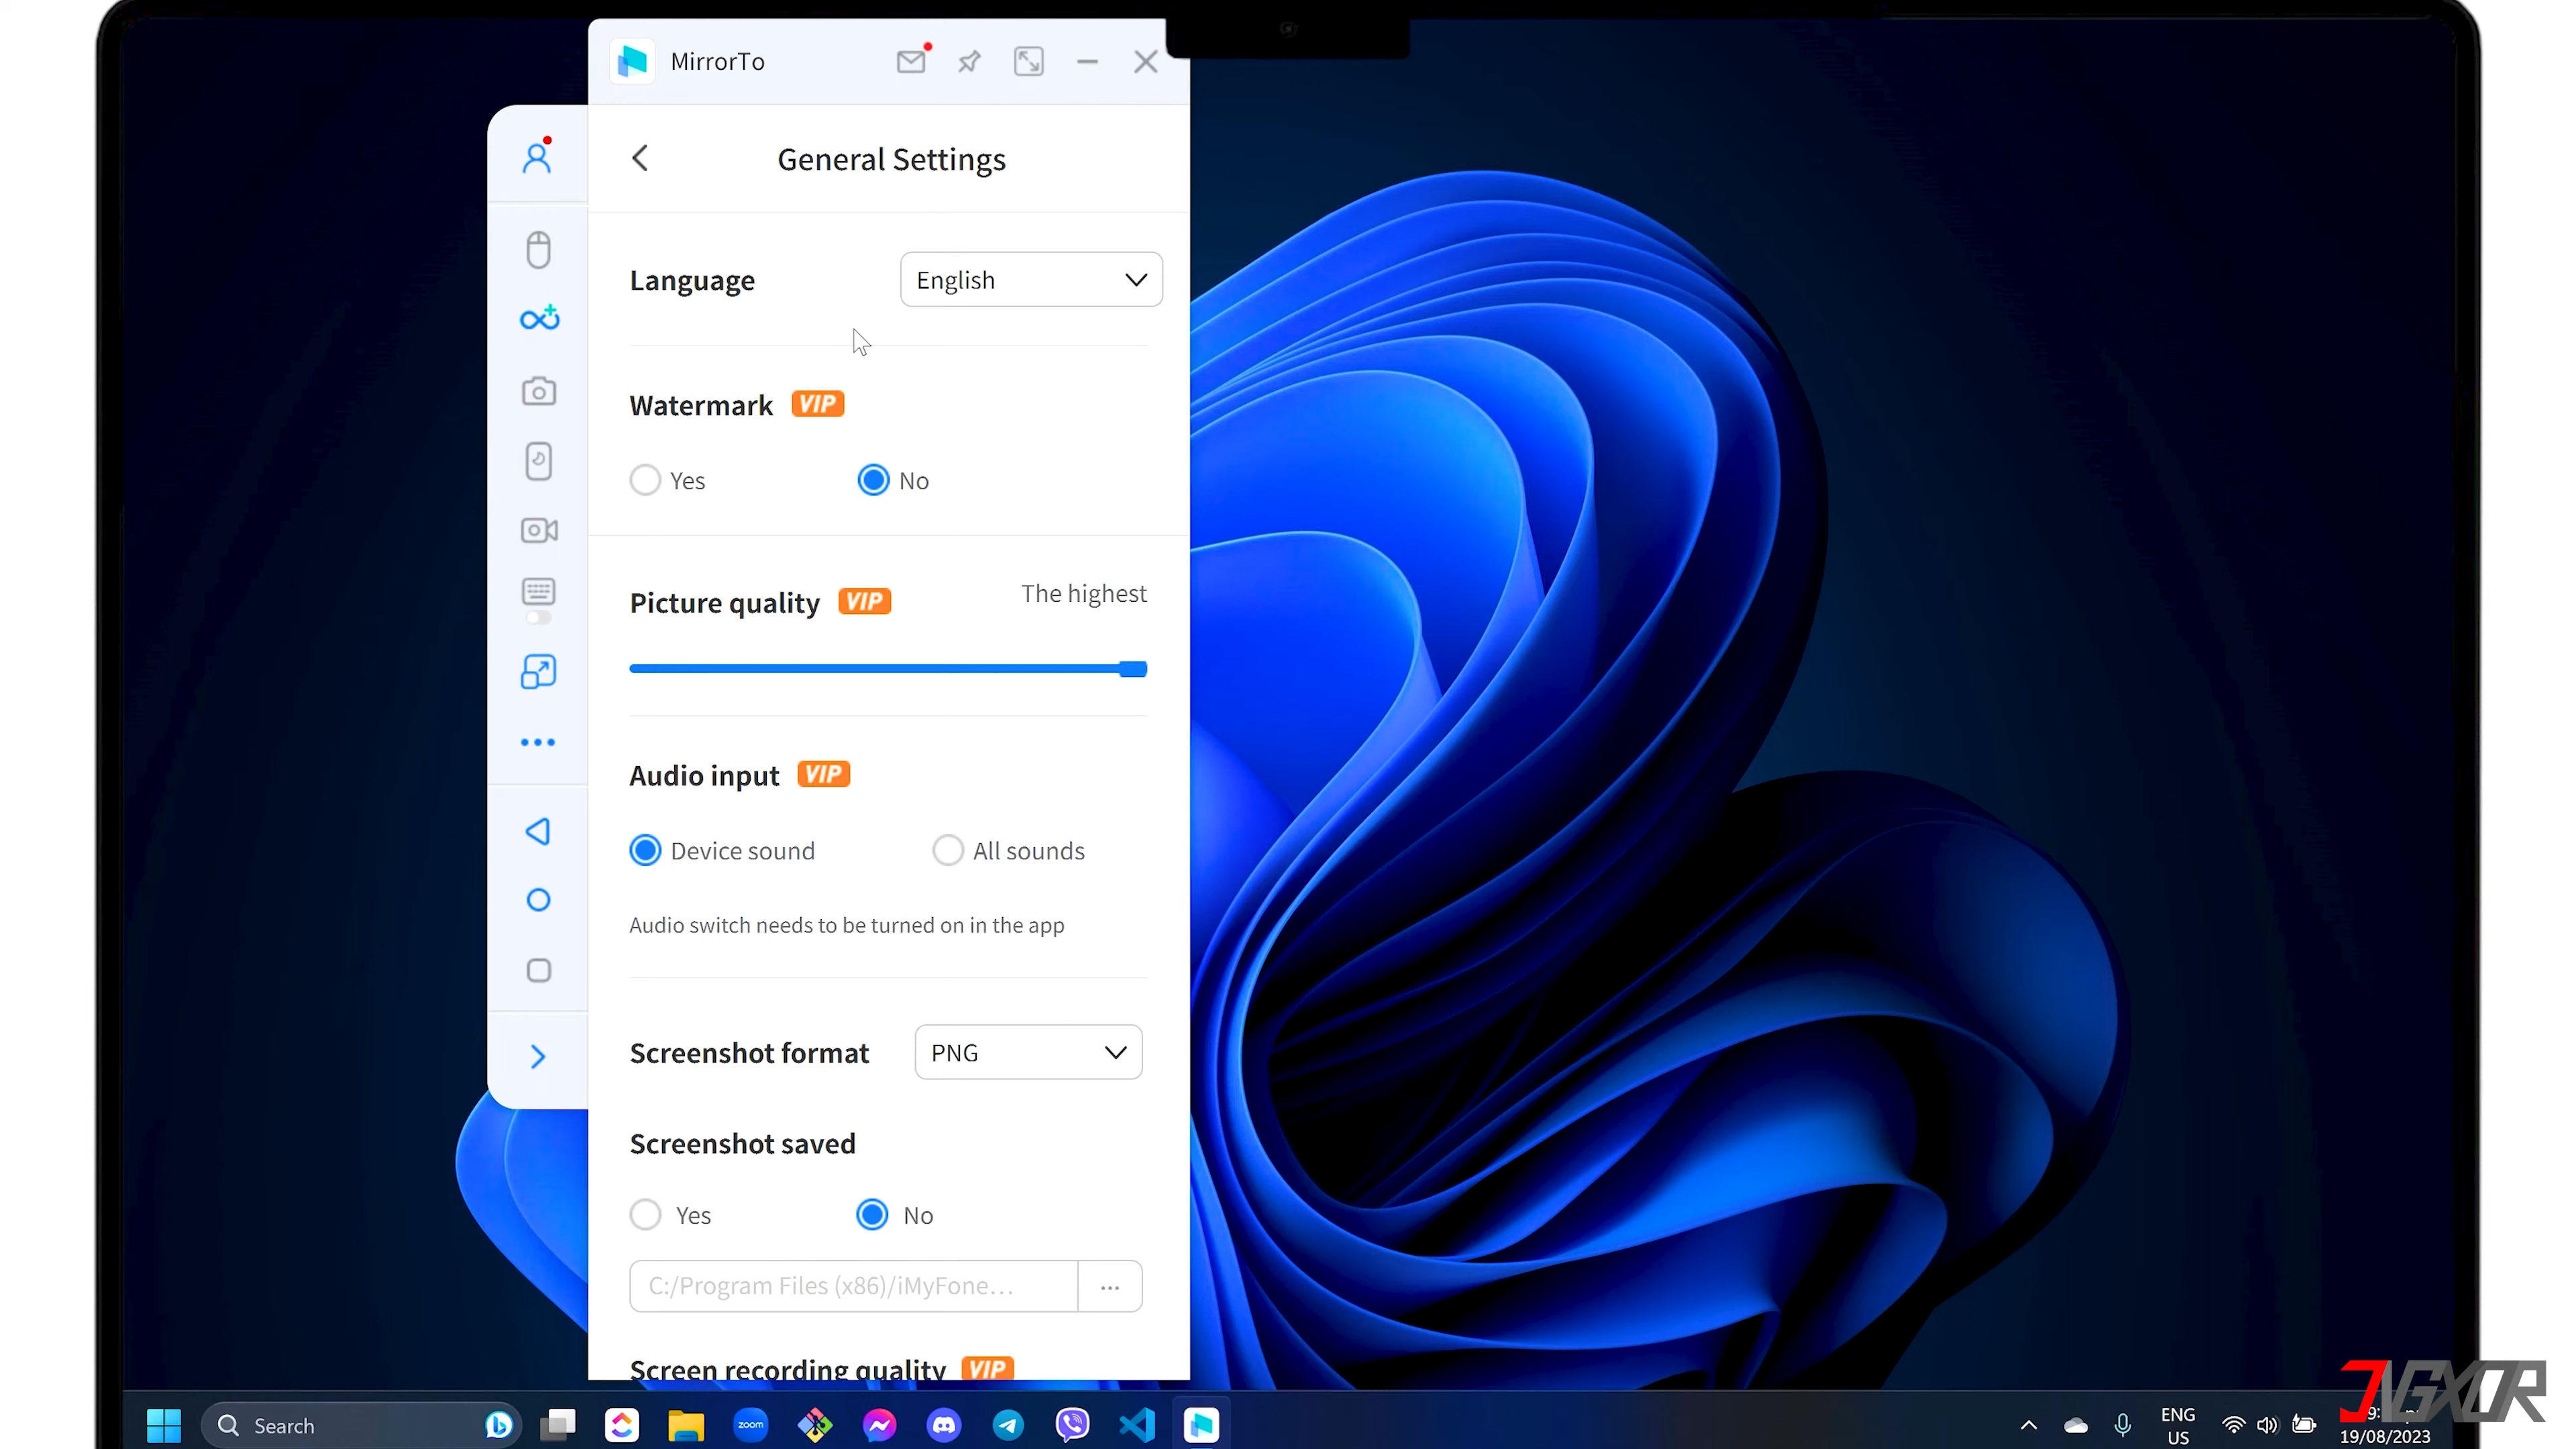 MirrorTo
General Settings
Language
English
Watermark VIP
Yes
No
Picture quality VIP
The highest
Audio input VIP
Device sound
All sounds
Audio switch needs to be turned on in the app
Screenshot format
PNG
Screenshot saved
Yes
No
C:/Program Files (x86)/iMyFone...
...
Screen recording quality VIP
Search
zoom
ENG
US
19/08/2023
JGXOR